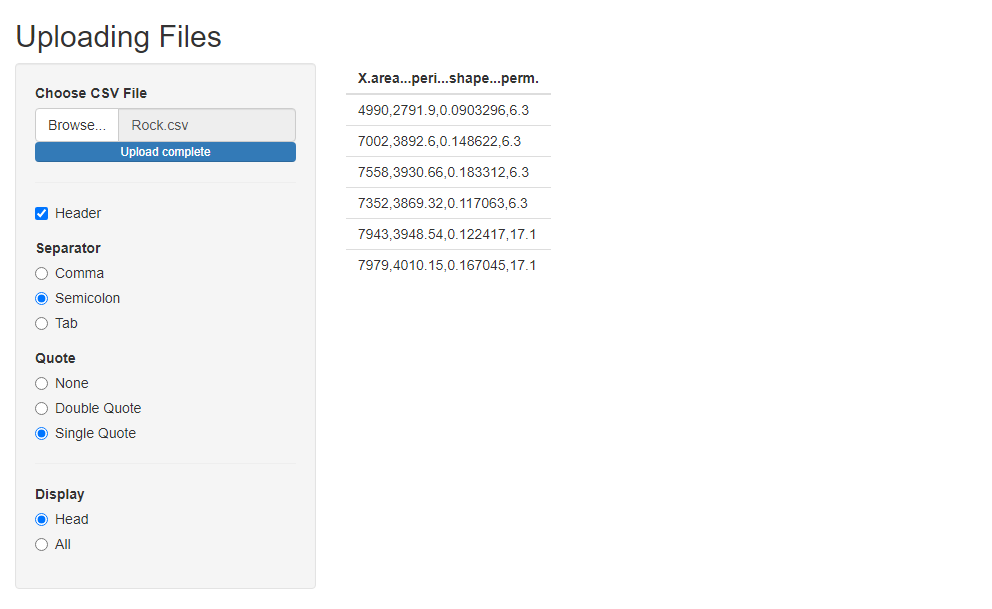 Uploading Files
Choose CSV File
Browse... Rock.csv
Upload complete
Header
Separator
Comma
Semicolon
Tab
Quote
None
Double Quote
Single Quote
Display
Head
All
X.area...peri...shape...perm.
4990,2791.9,0.0903296,6.3
7002,3892.6,0.148622,6.3
7558,3930.66,0.183312,6.3
7352,3869.32,0.117063,6.3
7943,3948.54,0.122417,17.1
7979,4010.15,0.167045,17.1